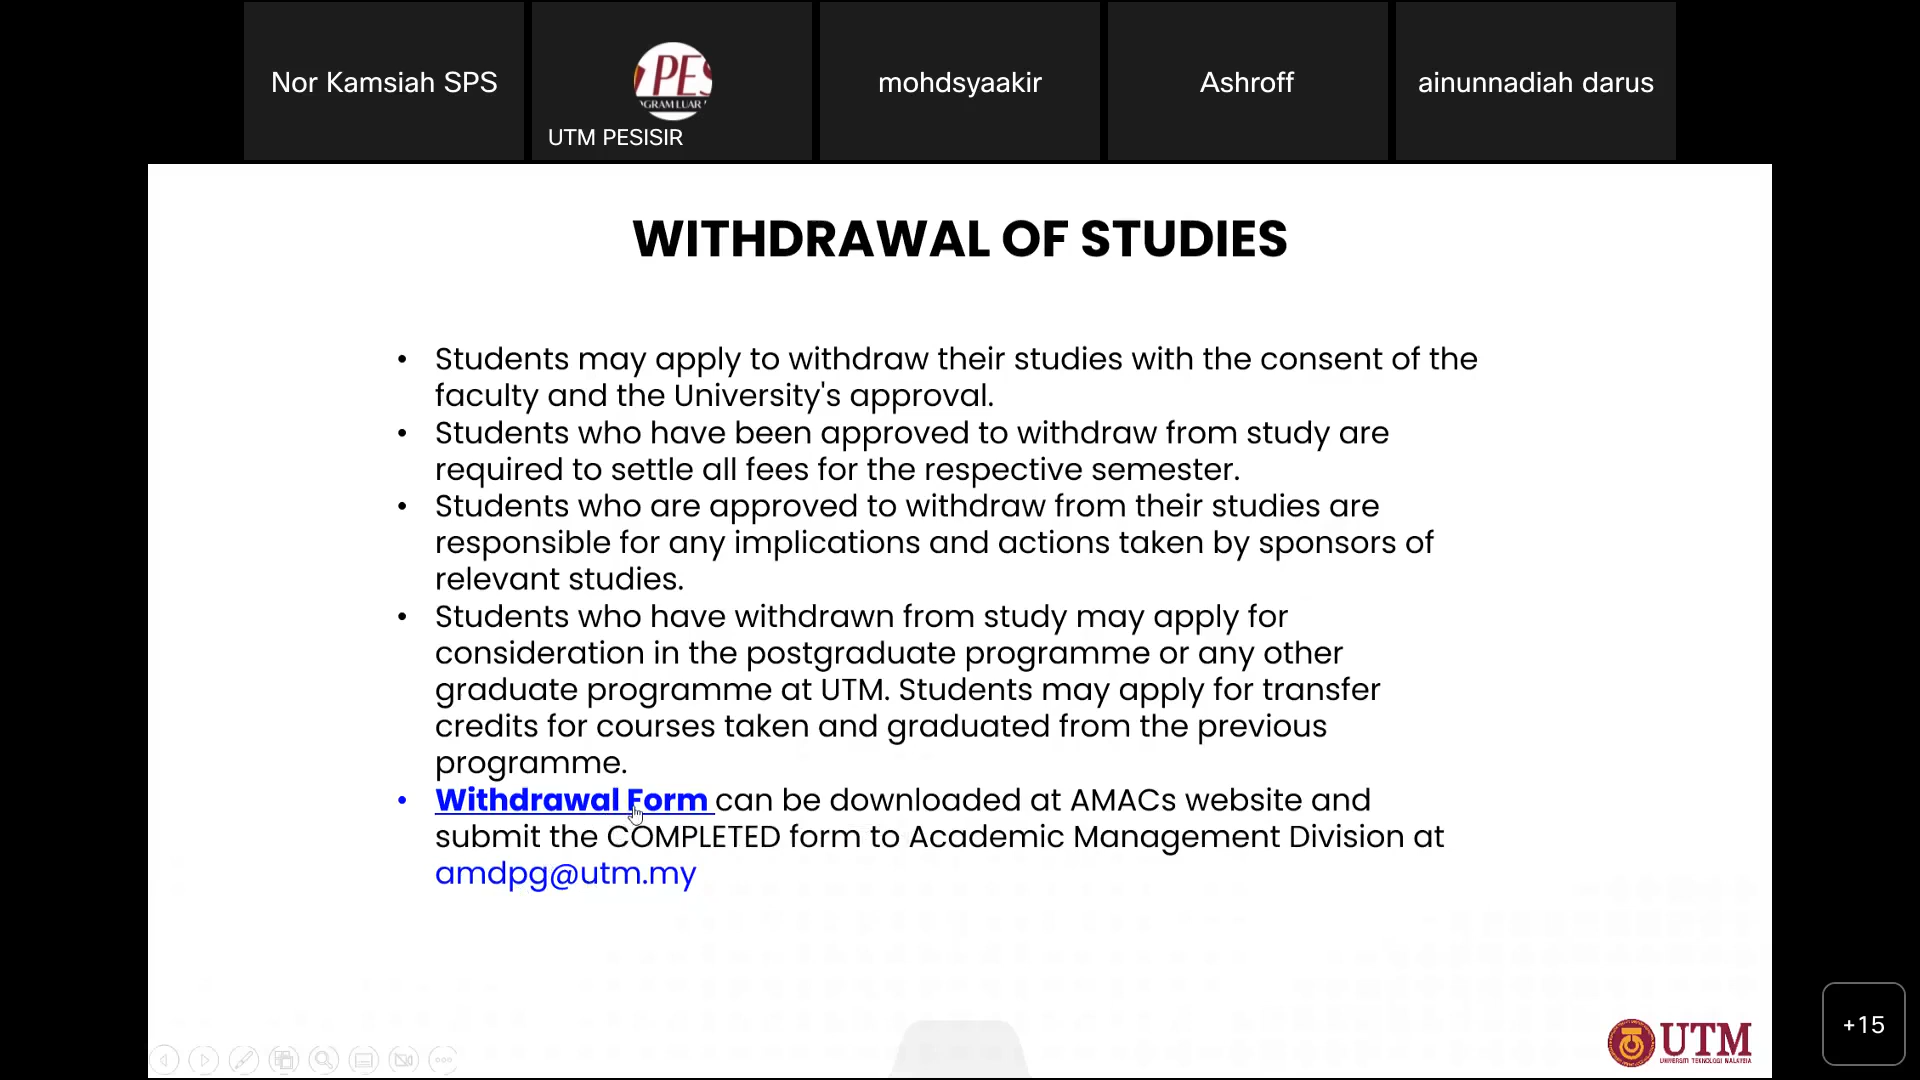 Nor Kamsiah SPS
PES
GRAM LUAR
UTM PESISIR
mohdsyaakir
Ashroff
ainunnadiah darus
WITHDRAWAL OF STUDIES
• Students may apply to withdraw their studies with the consent of the
faculty and the University's approval.
• Students who have been approved to withdraw from study are
required to settle all fees for the respective semester.
• Students who are approved to withdraw from their studies are
responsible for any implications and actions taken by sponsors of
relevant studies.
• Students who have withdrawn from study may apply for
consideration in the postgraduate programme or any other
graduate programme at UTM. Students may apply for transfer
credits for courses taken and graduated from the previous
programme.
• Withdrawal Form can be downloaded at AMACs website and
submit the COMPLETED form to Academic Management Division at
amdpg@utm.my
+15
UTM
UNIVERSITI TEKNOLOGI MALAYSIA